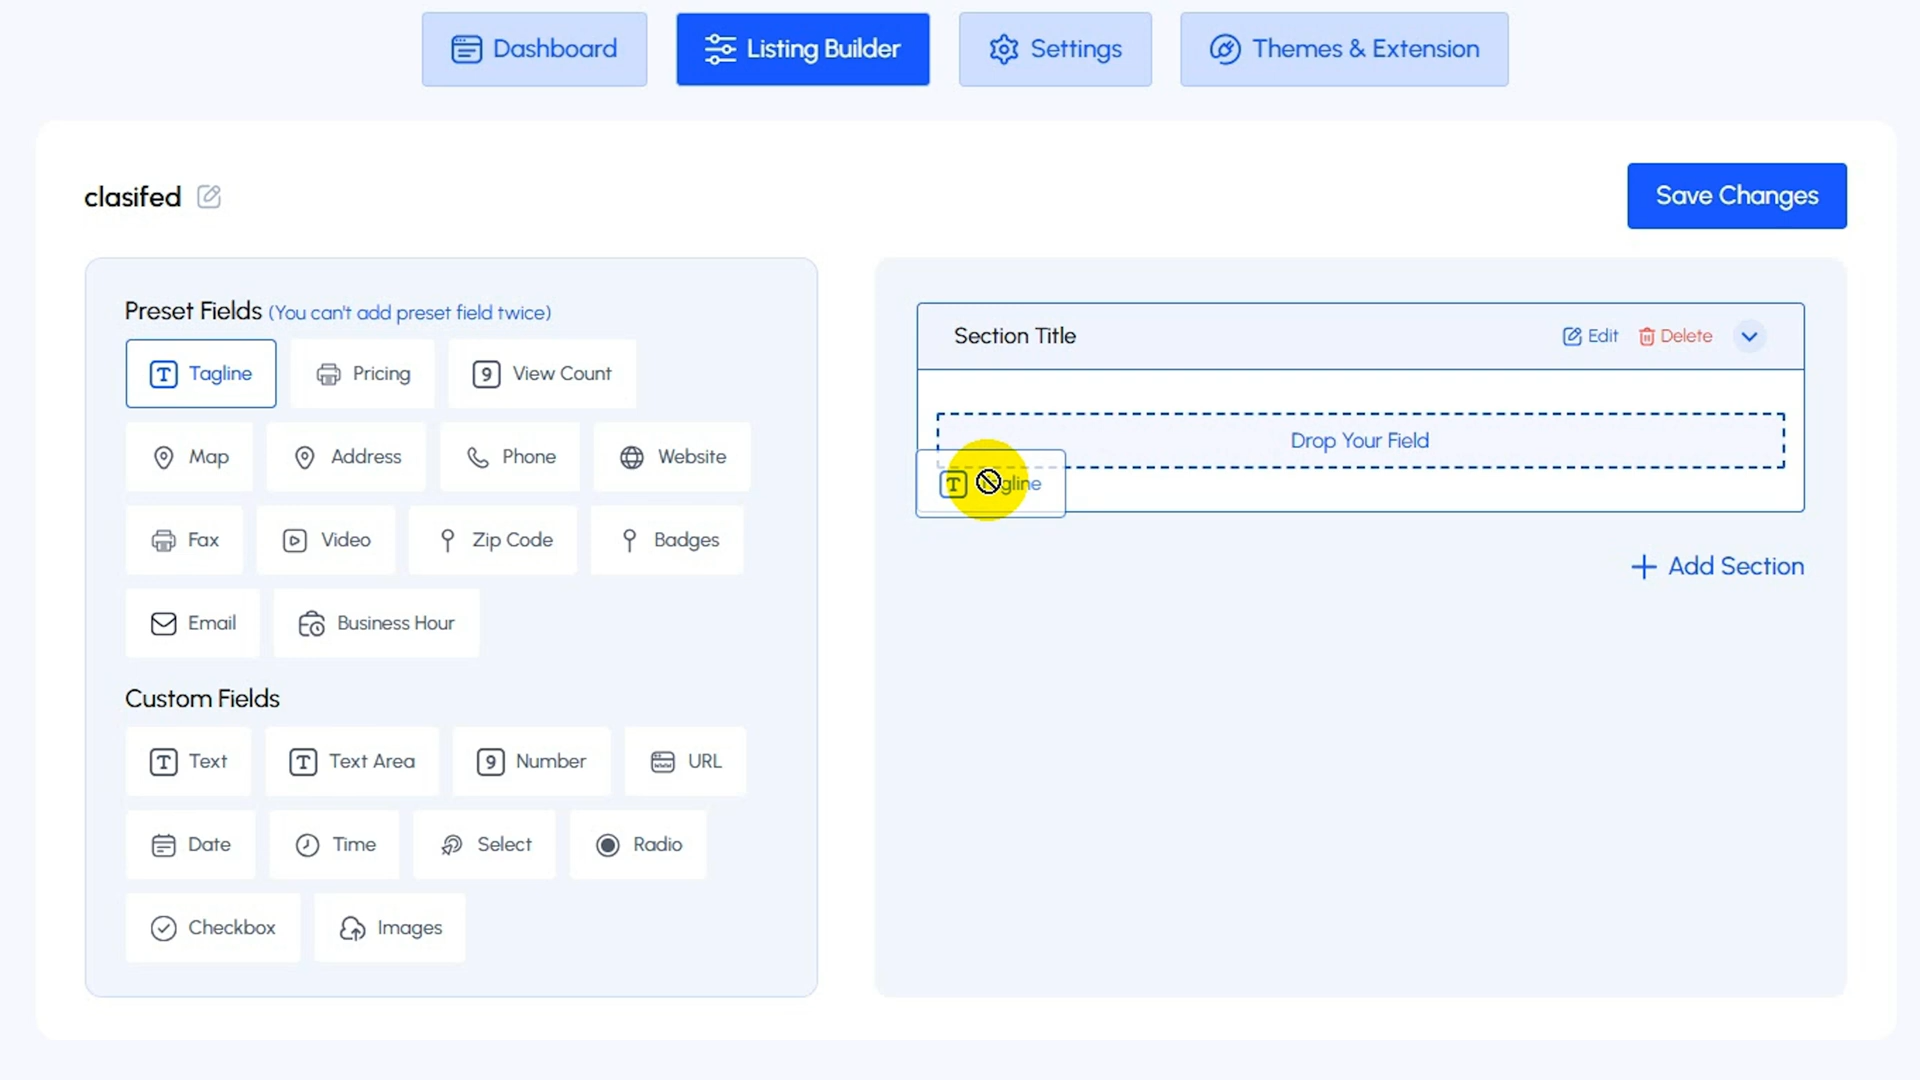 Dashboard
Listing Builder
Settings
Themes & Extension
clasifed
Save Changes
Preset Fields (You can't add preset field twice)
Tagline
Pricing
View Count
Map
Address
Phone
Website
Fax
Video
Zip Code
Badges
Email
Business Hour
Custom Fields
Text
Text Area
Number
URL
Date
Time
Select
Radio
Checkbox
Images
Section Title
Edit
Delete
Drop Your Field
Tagline
Add Section